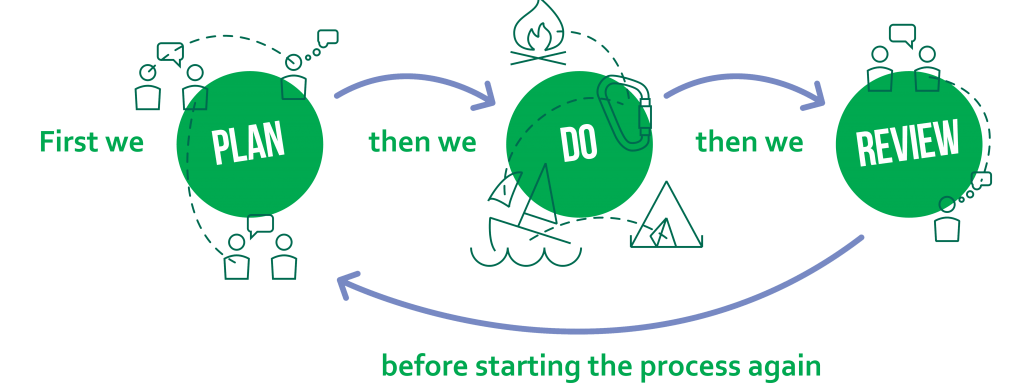 First we
PLAN
then we
DO
then we
REVIEW
before starting the process again